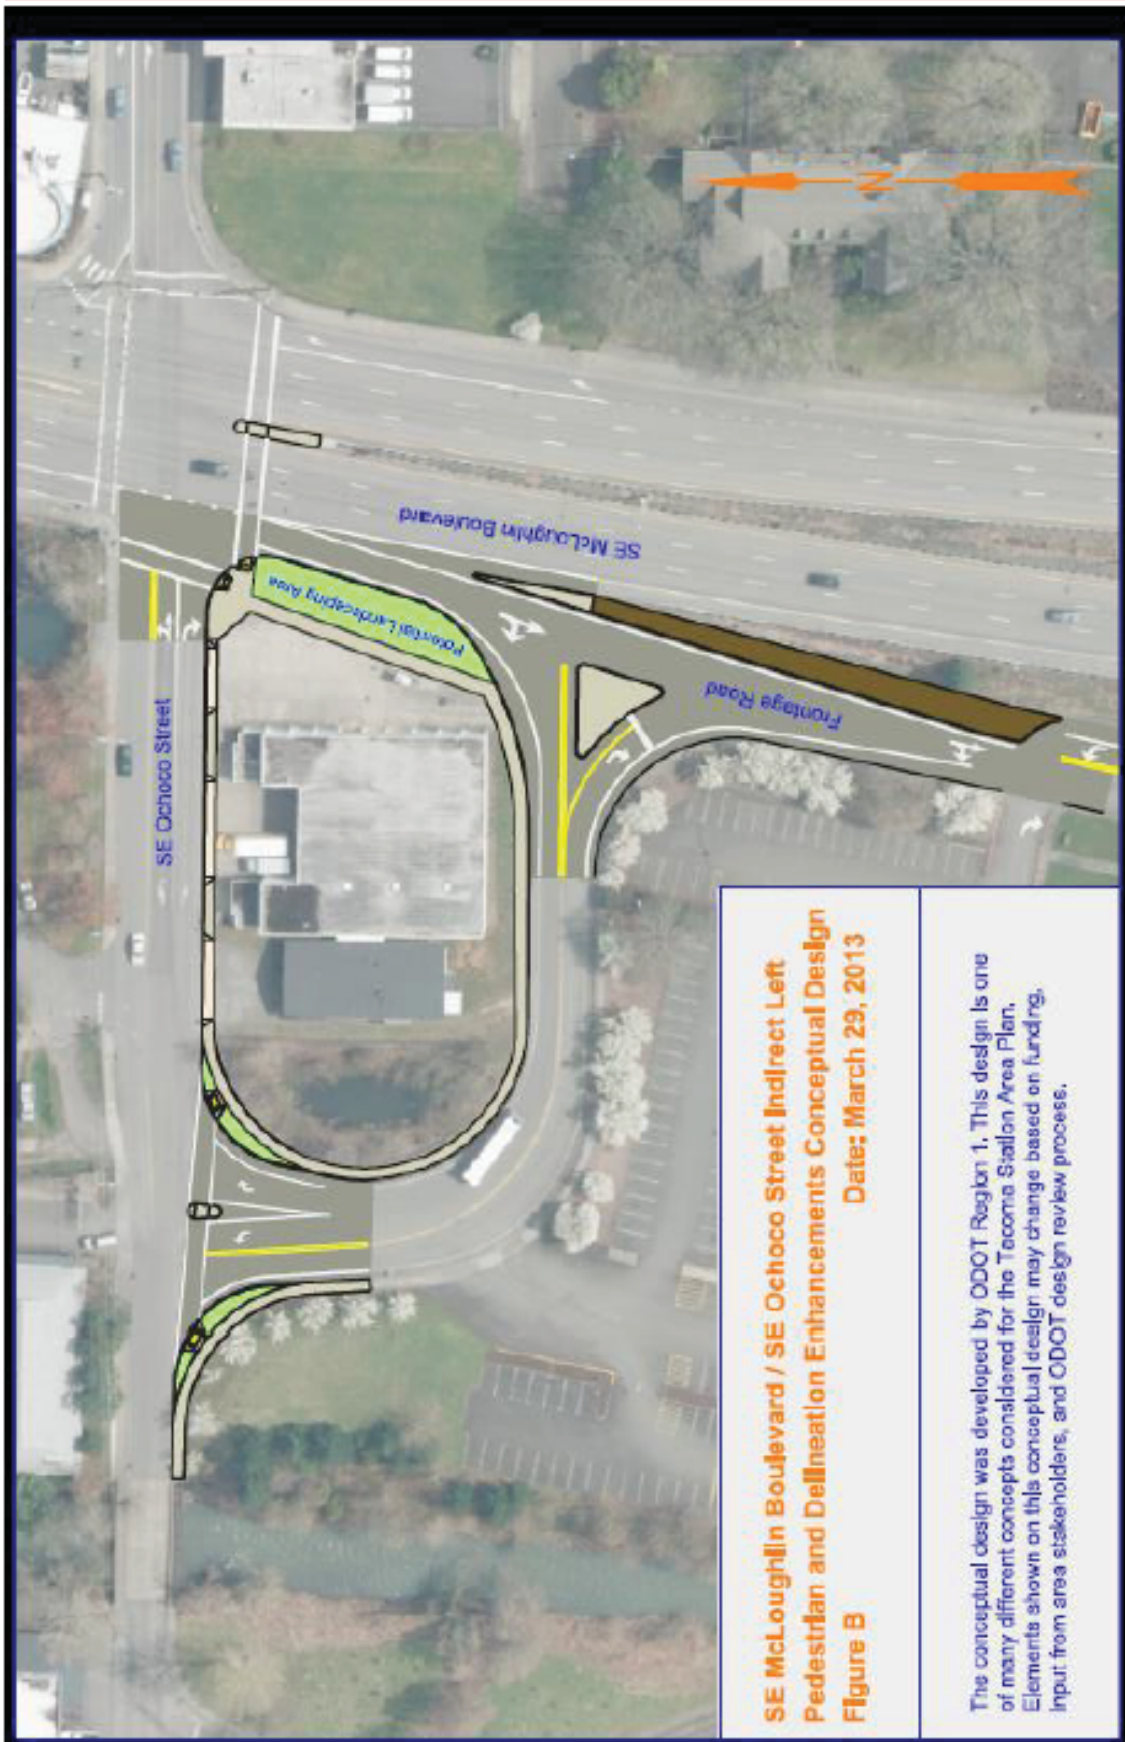 SE Ochoco Street
SE McLoughlin Boulevard
Potential Landscaping Area
Frontage Road
N
SE McLoughlin Boulevard / SE Ochoco Street Indirect Left
Pedestrian and Delineation Enhancements Conceptual Design
Figure B Date: March 29, 2013
The conceptual design was developed by ODOT Region 1. This design is one
of many different concepts considered for the Tacoma Station Area Plan.
Elements shown on this conceptual design may change based on funding,
input from area stakeholders, and ODOT design review process.